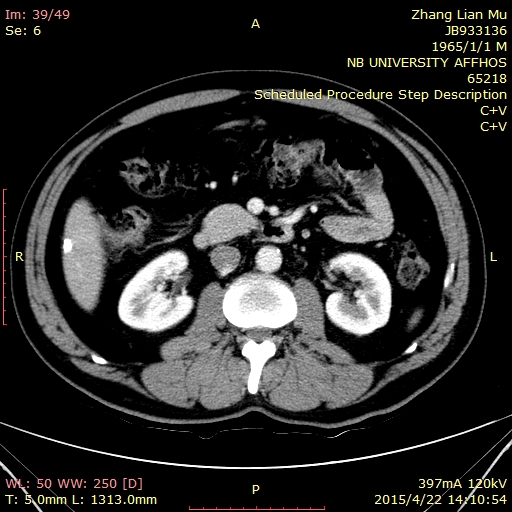 Im: 39/49
Se: 6
A
Zhang Lian Mu
JB933136
1965/1/1 M
NB UNIVERSITY AFFHOS
65218
Scheduled Procedure Step Description
C+V
C+V
R
L
WL: 50 WW: 250 [D]
T: 5.0mm L: 1313.0mm
P
397mA 120kV
2015/4/22 14:10:54